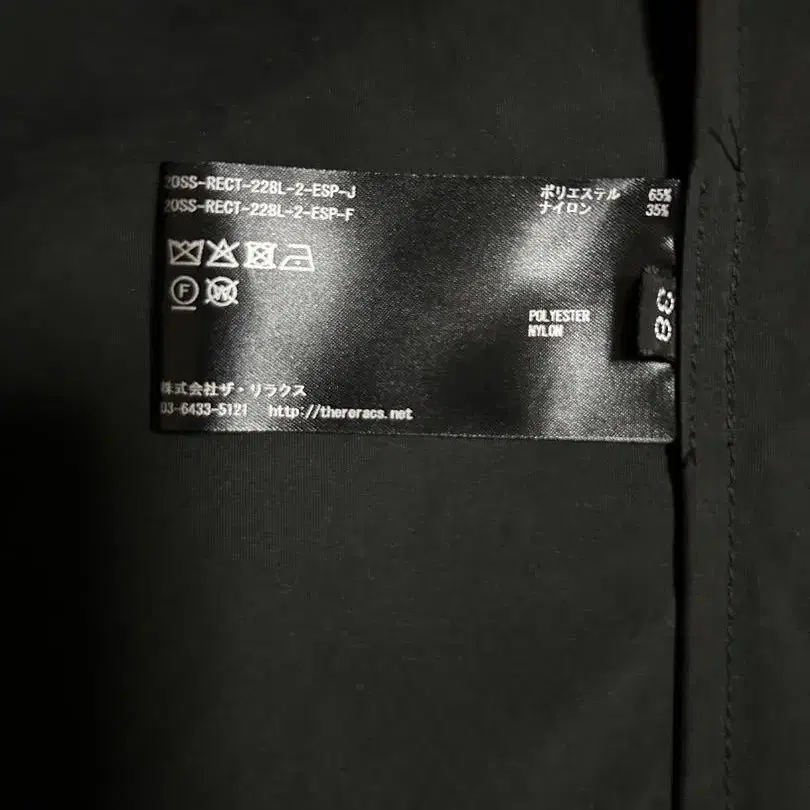 20SS-RECT-228L-2-ESP-J
20SS-RECT-228L-2-ESP-F
ポリエステル 65%
ナイロン 35%
F
W
38
POLYESTER
NYLON
株式会社ザ・リラクス
03-6433-5121 http://thereracs.net